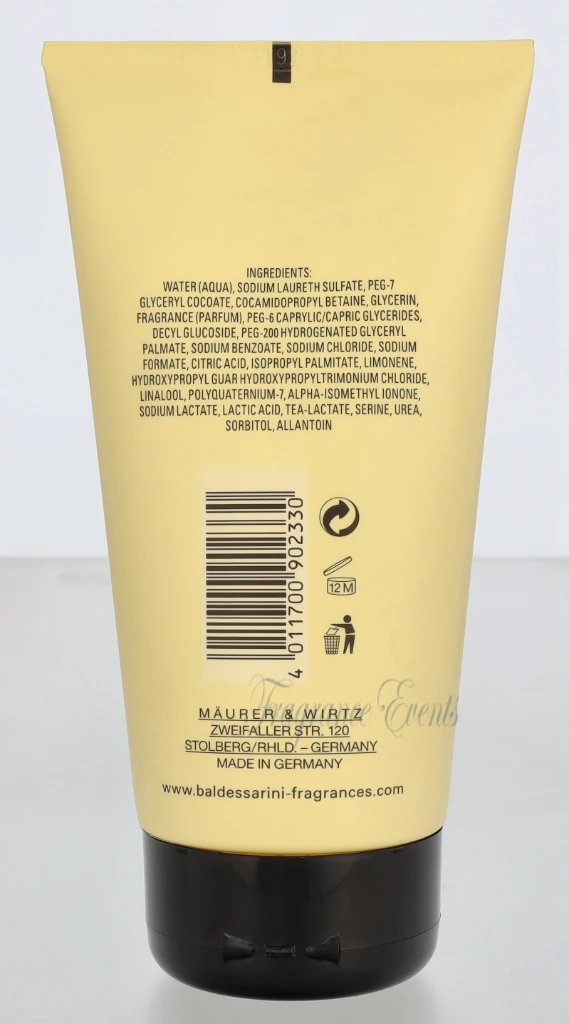 INGREDIENTS:
WATER (AQUA), SODIUM LAURETH SULFATE, PEG-7
GLYCERYL COCOATE, COCAMIDOPROPYL BETAINE, GLYCERIN,
FRAGRANCE (PARFUM), PEG-6 CAPRYLIC/CAPRIC GLYCERIDES,
DECYL GLUCOSIDE, PEG-200 HYDROGENATED GLYCERYL
PALMATE, SODIUM BENZOATE, SODIUM CHLORIDE, SODIUM
FORMATE, CITRIC ACID, ISOPROPYL PALMITATE, LIMONENE,
HYDROXYPROPYL GUAR HYDROXYPROPYLTRIMONIUM CHLORIDE,
LINALOOL, POLYQUATERNIUM-7, ALPHA-ISOMETHYL IONONE,
SODIUM LACTATE, LACTIC ACID, TEA-LACTATE, SERINE, UREA,
SORBITOL, ALLANTOIN
4 011700 902330
12 M
Fragrance Events
MÄURER & WIRTZ
ZWEIFALLER STR. 120
STOLBERG/RHLD. – GERMANY
MADE IN GERMANY
www.baldessarini-fragrances.com